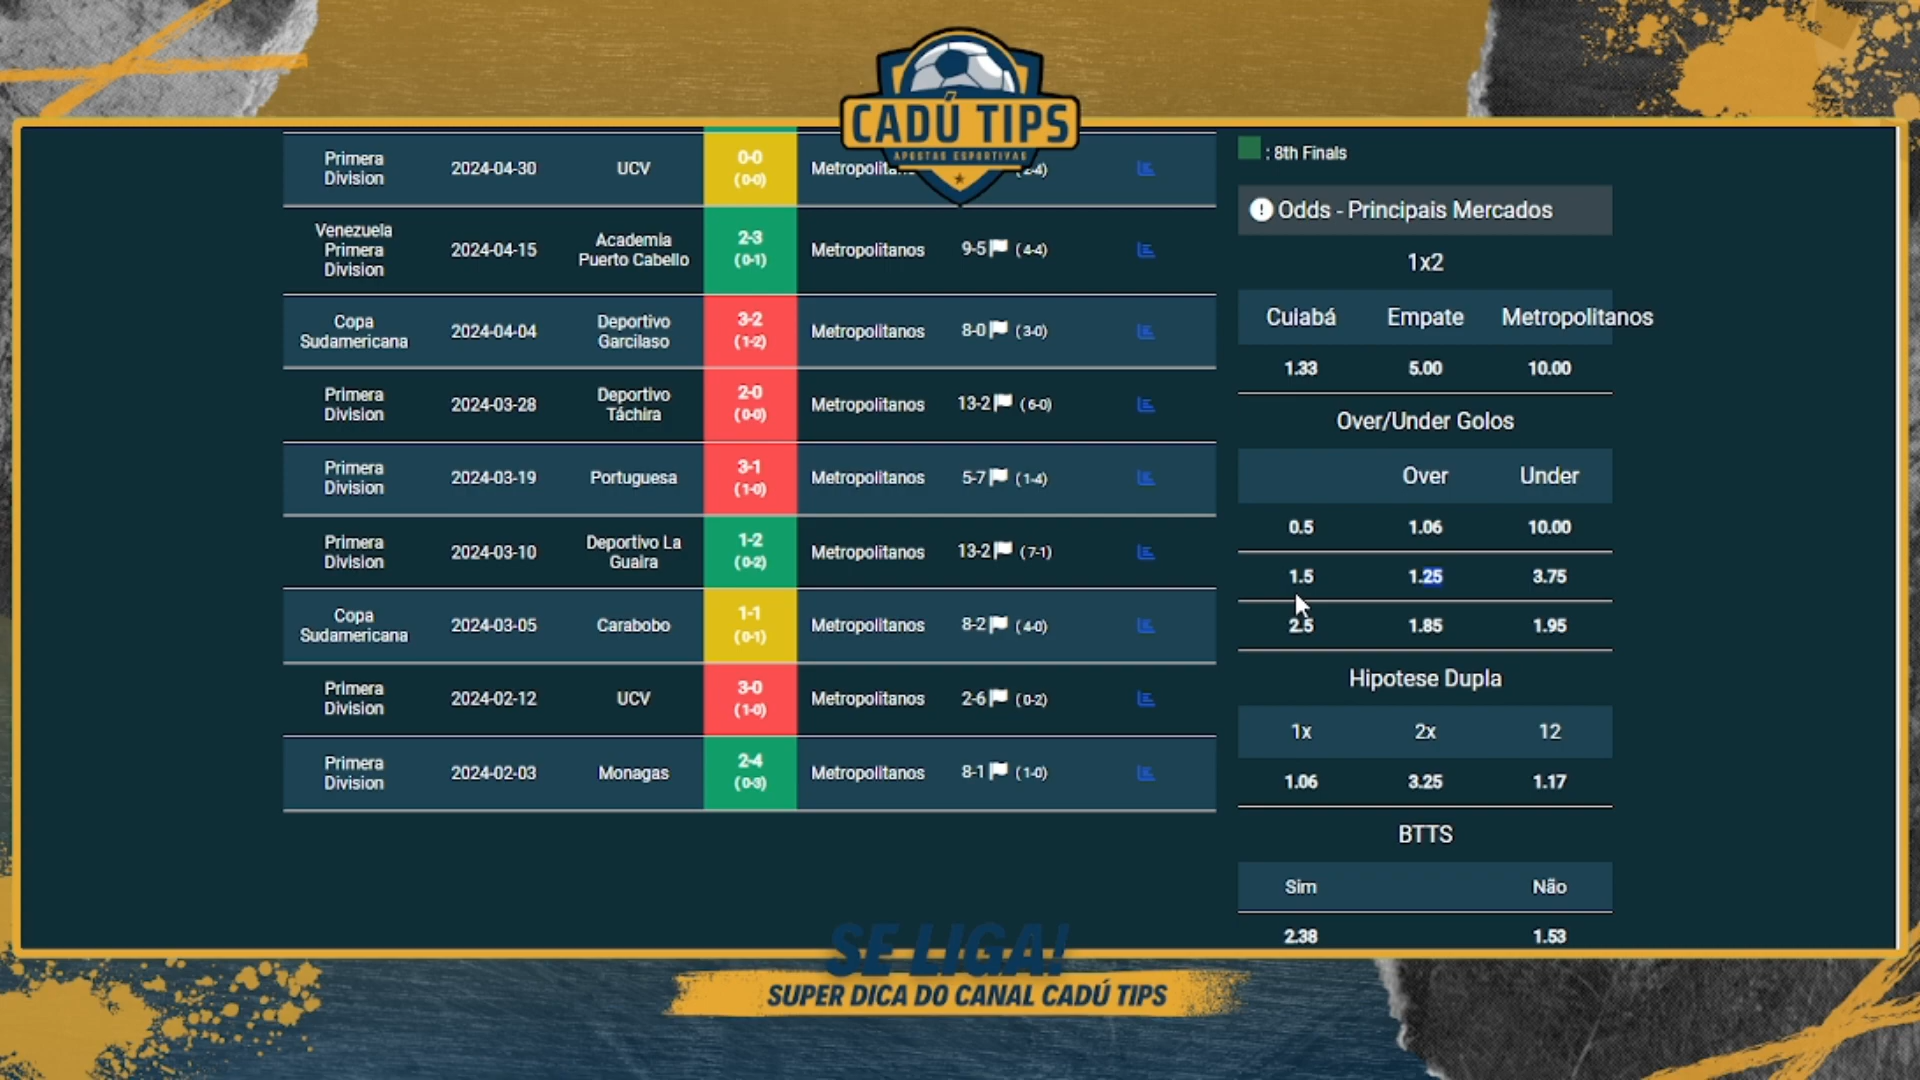 CADÚ TIPS
APOSTAS ESPORTIVAS
Primera Division 2024-04-30 UCV 0-0 (0-0)
Venezuela Primera Division 2024-04-15 Academia Puerto Cabello 2-3 (0-1) Metropolitanos 9-5 (4-4)
Copa Sudamericana 2024-04-04 Deportivo Garcilaso 3-2 (1-2) Metropolitanos 8-0 (3-0)
Primera Division 2024-03-28 Deportivo Táchira 2-0 (0-0) Metropolitanos 13-2 (6-0)
Primera Division 2024-03-19 Portuguesa 3-1 (1-0) Metropolitanos 5-7 (1-4)
Primera Division 2024-03-10 Deportivo La Guaira 1-2 (0-2) Metropolitanos 13-2 (7-1)
Copa Sudamericana 2024-03-05 Carabobo 1-1 (0-1) Metropolitanos 8-2 (4-0)
Primera Division 2024-02-12 UCV 3-0 (1-0) Metropolitanos 2-6 (0-2)
Primera Division 2024-02-03 Monagas 2-4 (0-3) Metropolitanos 8-1 (1-0)
: 8th Finals
Odds - Principais Mercados
1x2
Cuiabá Empate Metropolitanos
1.33 5.00 10.00
Over/Under Golos
Over Under
0.5 1.06 10.00
1.5 1.25 3.75
2.5 1.85 1.95
Hipotese Dupla
1x 2x 12
1.06 3.25 1.17
BTTS
Sim Não
2.38 1.53
SE LIGA!
SUPER DICA DO CANAL CADÚ TIPS